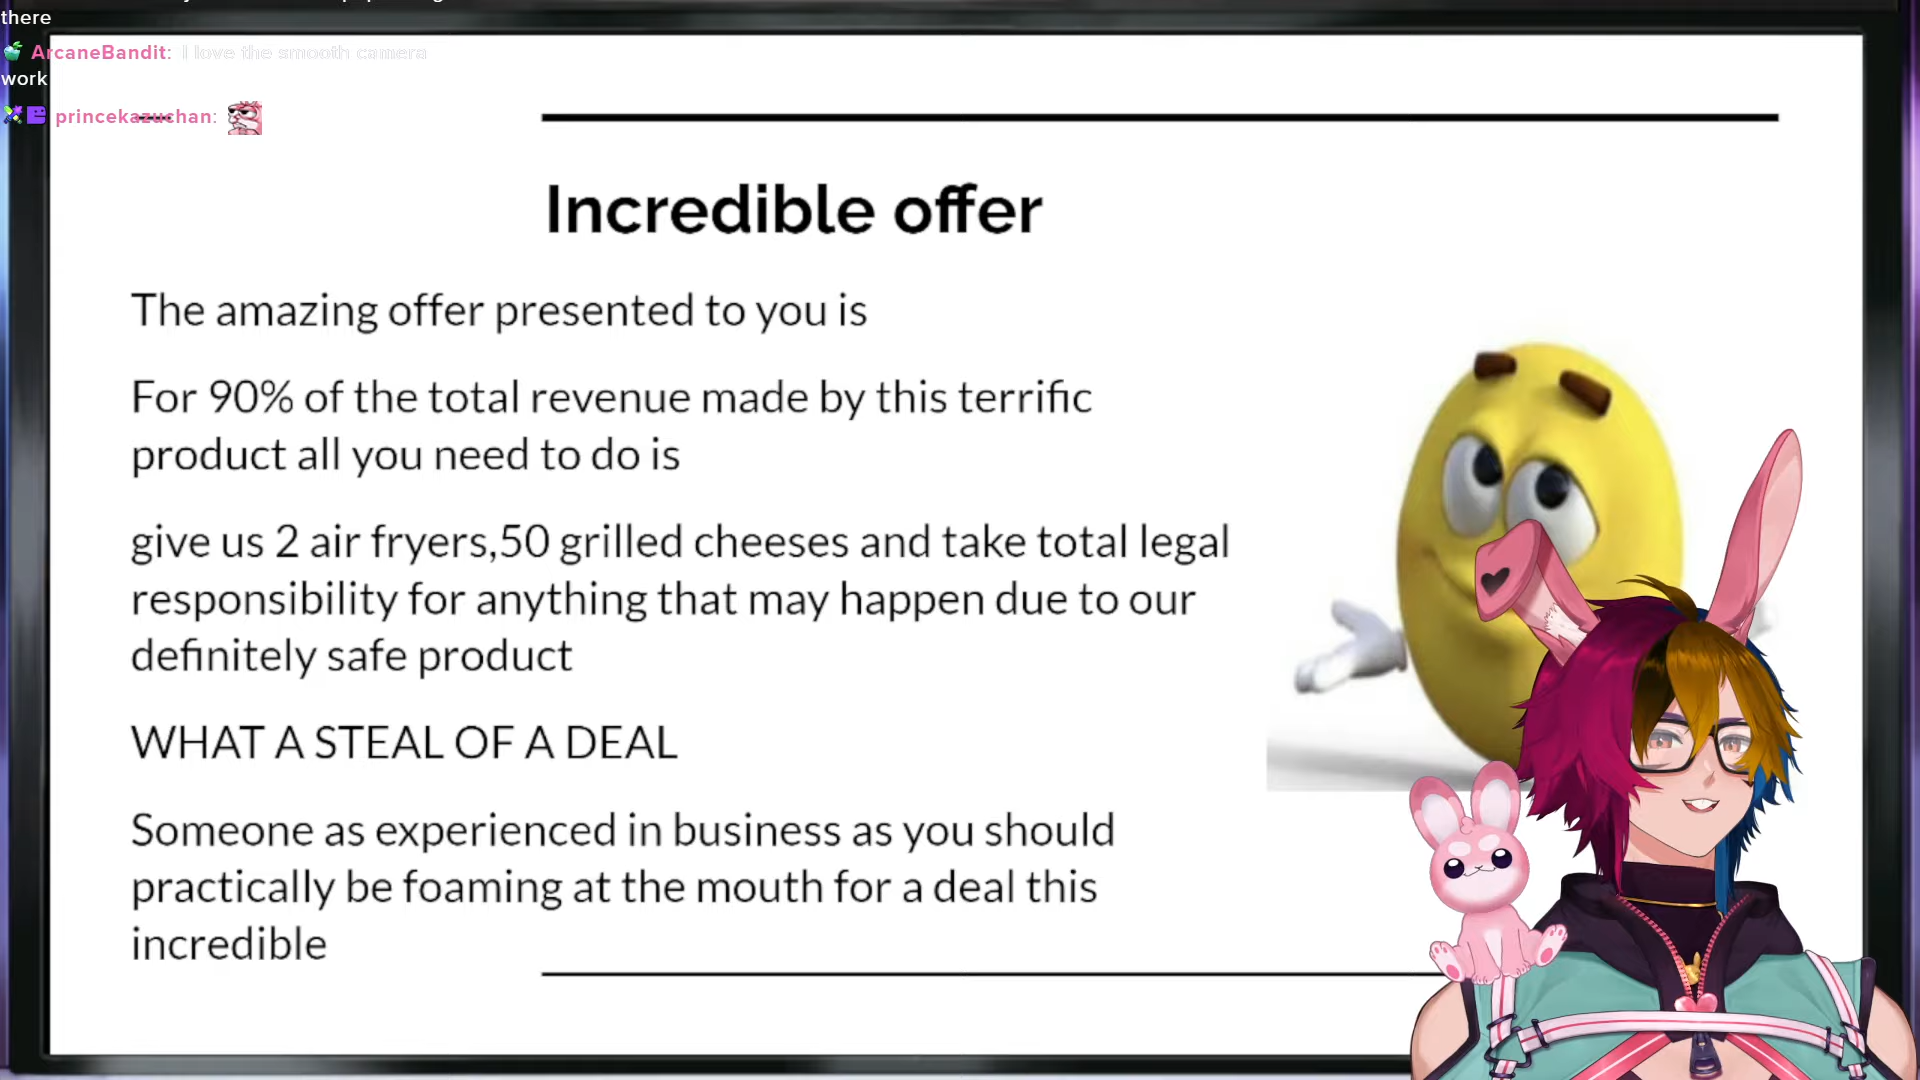 there
ArcaneBandit: I love the smooth camera
work
princekazuchan:
Incredible offer
The amazing offer presented to you is
For 90% of the total revenue made by this terrific
product all you need to do is
give us 2 air fryers,50 grilled cheeses and take total legal
responsibility for anything that may happen due to our
definitely safe product
WHAT A STEAL OF A DEAL
Someone as experienced in business as you should
practically be foaming at the mouth for a deal this
incredible